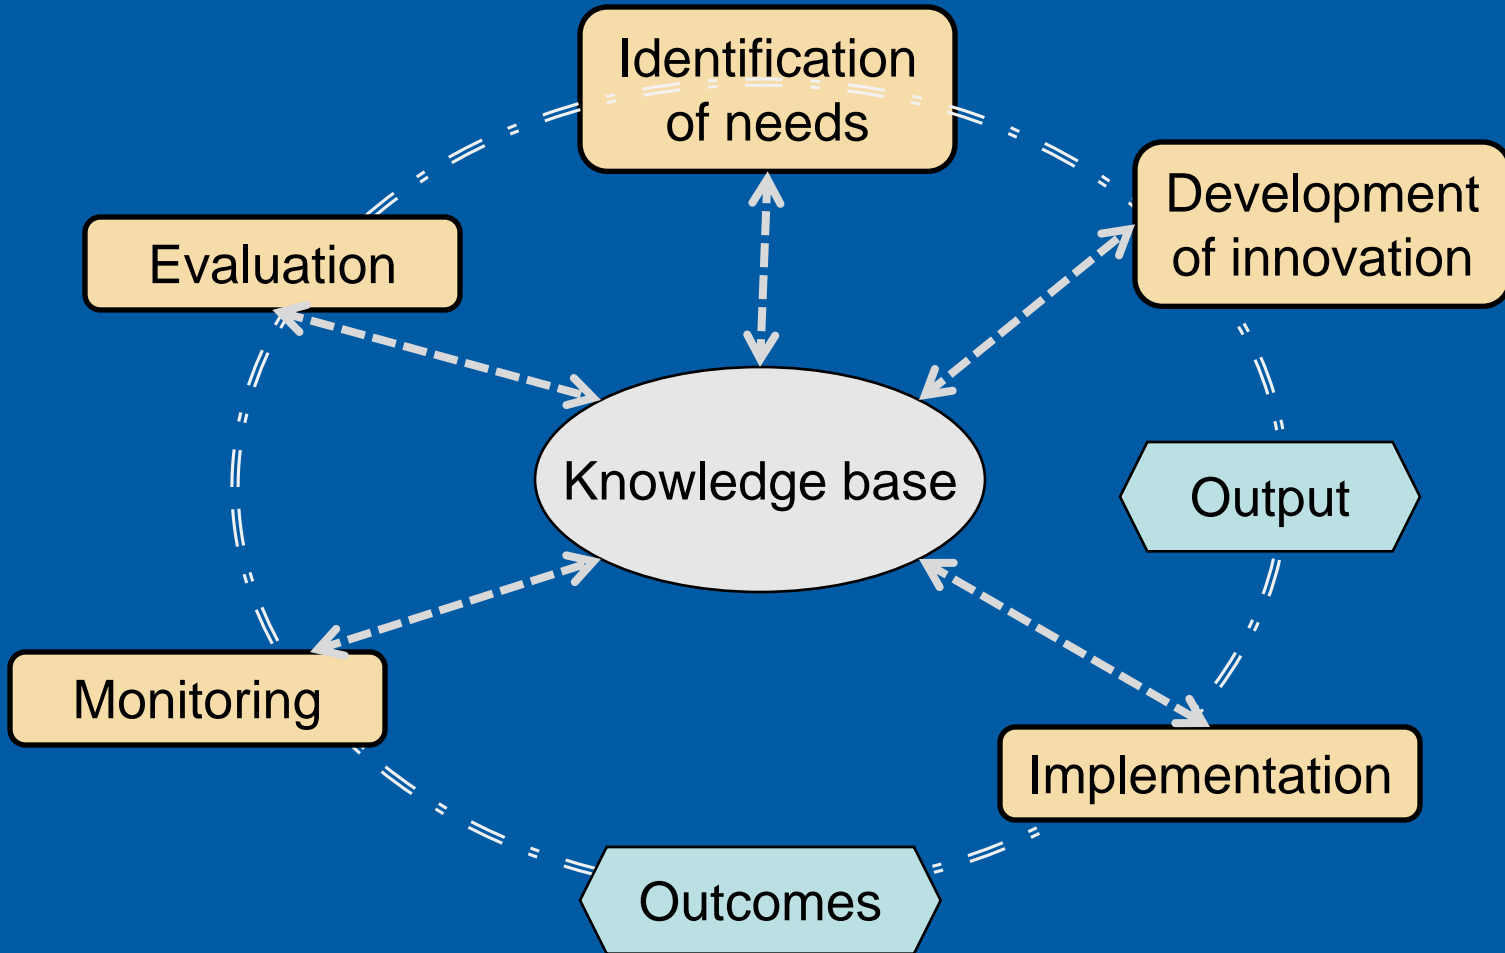 Identification
of needs
Development
of innovation
Evaluation
Knowledge base
Output
Monitoring
Implementation
Outcomes